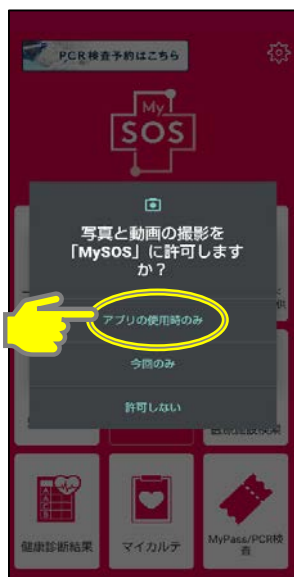 PCR検査予約はこちら
My
SOS
写真と動画の撮影を
「MySOS」に許可します
か？
アプリの使用時のみ
今回のみ
許可しない
健康診断結果
マイカルテ
MyPass/PCR検
査